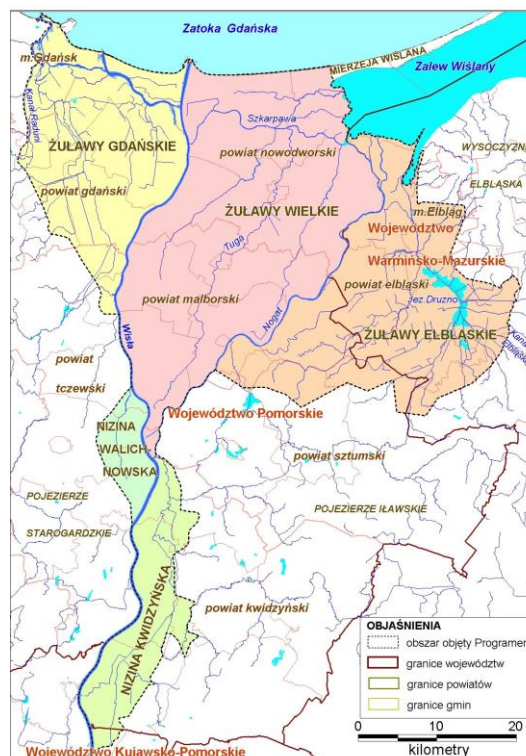 Zatoka Gdańska
MIERZEJA WIŚLANA
Zalew Wiślany
m.Gdańsk
Kanał Raduni
Szkarpawa
WYSOCZYZN
ELBLĄSKA
ŻUŁAWY GDAŃSKIE
powiat nowodworski
powiat gdański
ŻUŁAWY WIELKIE
m.Elbląg
Województwo
Warmińsko-Mazurskie
Tuga
powiat elbląski
powiat malborski
Jez Druzno
Nogat
Wisła
ŻUŁAWY ELBLĄSKIE
Kanał
Elbląski
powiat
tczewski
Województwo Pomorskie
NIZINA
WALICH-
NOWSKA
powiat sztumski
POJEZIERZE
STAROGARDZKIE
POJEZIERZE IŁAWSKIE
powiat kwidzyński
NIZINA KWIDZYŃSKA
OBJAŚNIENIA
obszar objęty Programem
granice województw
granice powiatów
granice gmin
0 10 20
kilometry
Województwo Kujawsko-Pomorskie